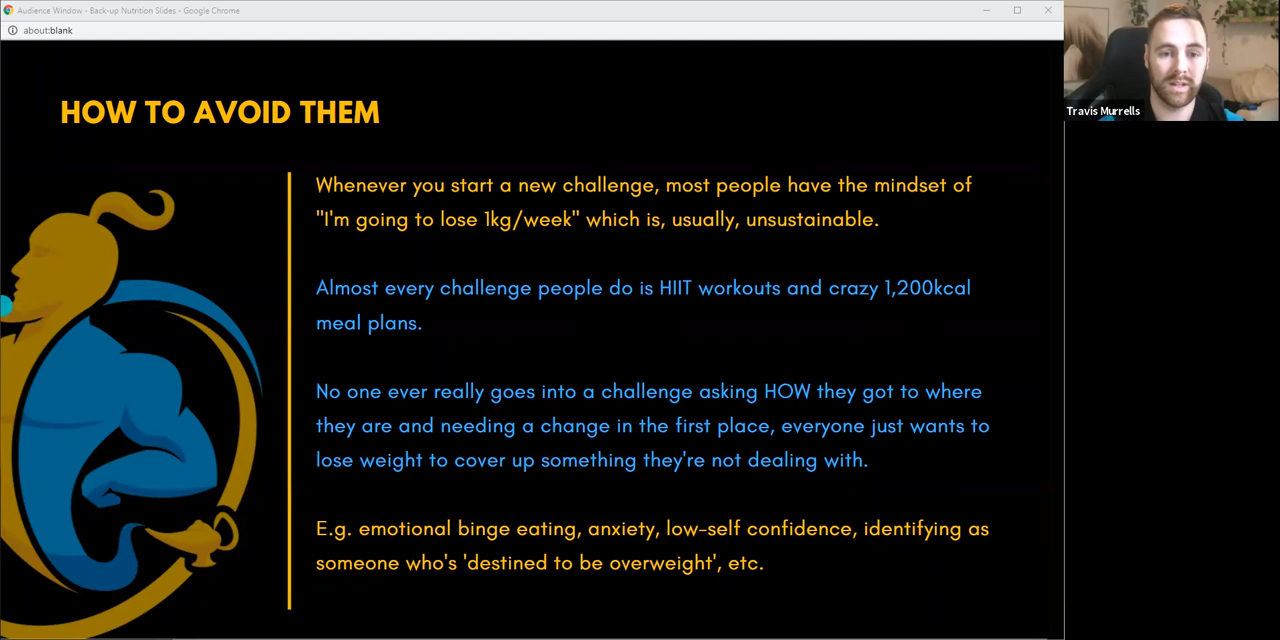 Audience Window - Back-up Nutrition Slides - Google Chrome
about:blank
HOW TO AVOID THEM
Whenever you start a new challenge, most people have the mindset of
"I'm going to lose 1kg/week" which is, usually, unsustainable.
Almost every challenge people do is HIIT workouts and crazy 1,200kcal
meal plans.
No one ever really goes into a challenge asking HOW they got to where
they are and needing a change in the first place, everyone just wants to
lose weight to cover up something they're not dealing with.
E.g. emotional binge eating, anxiety, low-self confidence, identifying as
someone who's 'destined to be overweight', etc.
Travis Murrells